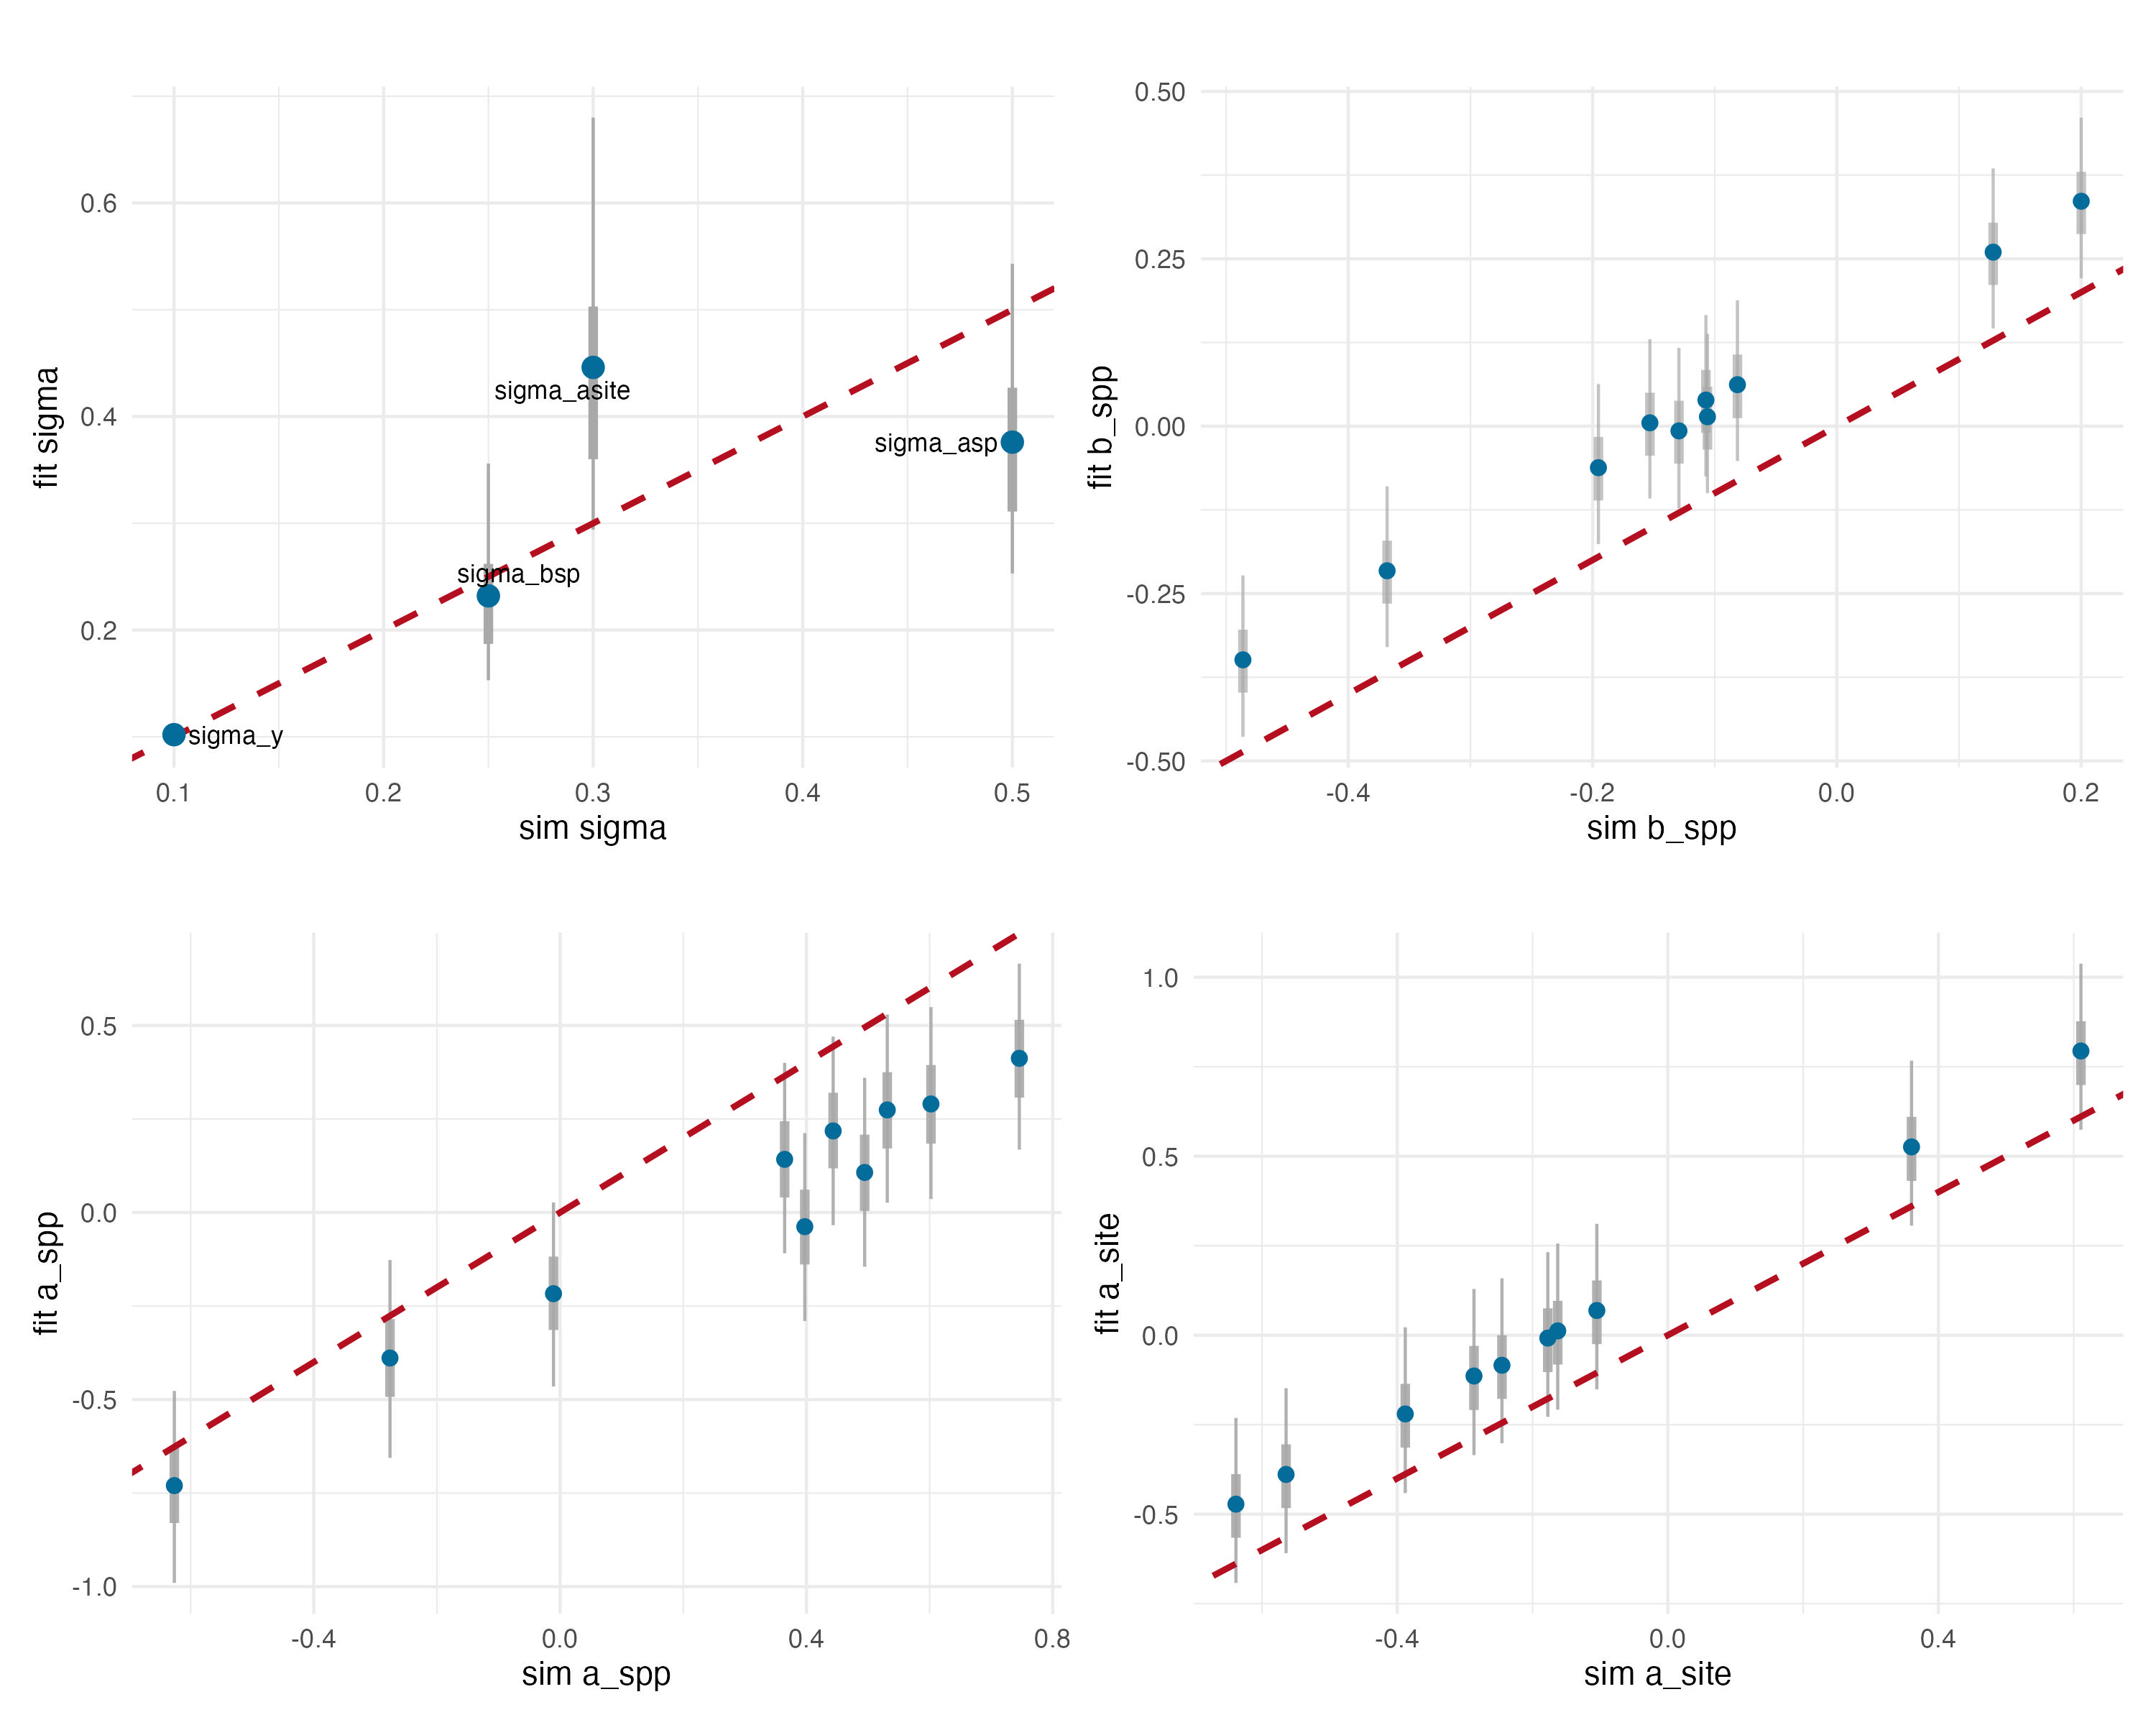 0.6
0.4
0.2
fit sigma
sigma_asite
sigma_asp
sigma_bsp
sigma_y
0.1 0.2 0.3 0.4 0.5
sim sigma
0.50
0.25
0.00
-0.25
-0.50
fit b_spp
-0.4 -0.2 0.0 0.2
sim b_spp
0.5
0.0
-0.5
-1.0
fit a_spp
-0.4 0.0 0.4 0.8
sim a_spp
1.0
0.5
0.0
-0.5
fit a_site
-0.4 0.0 0.4
sim a_site